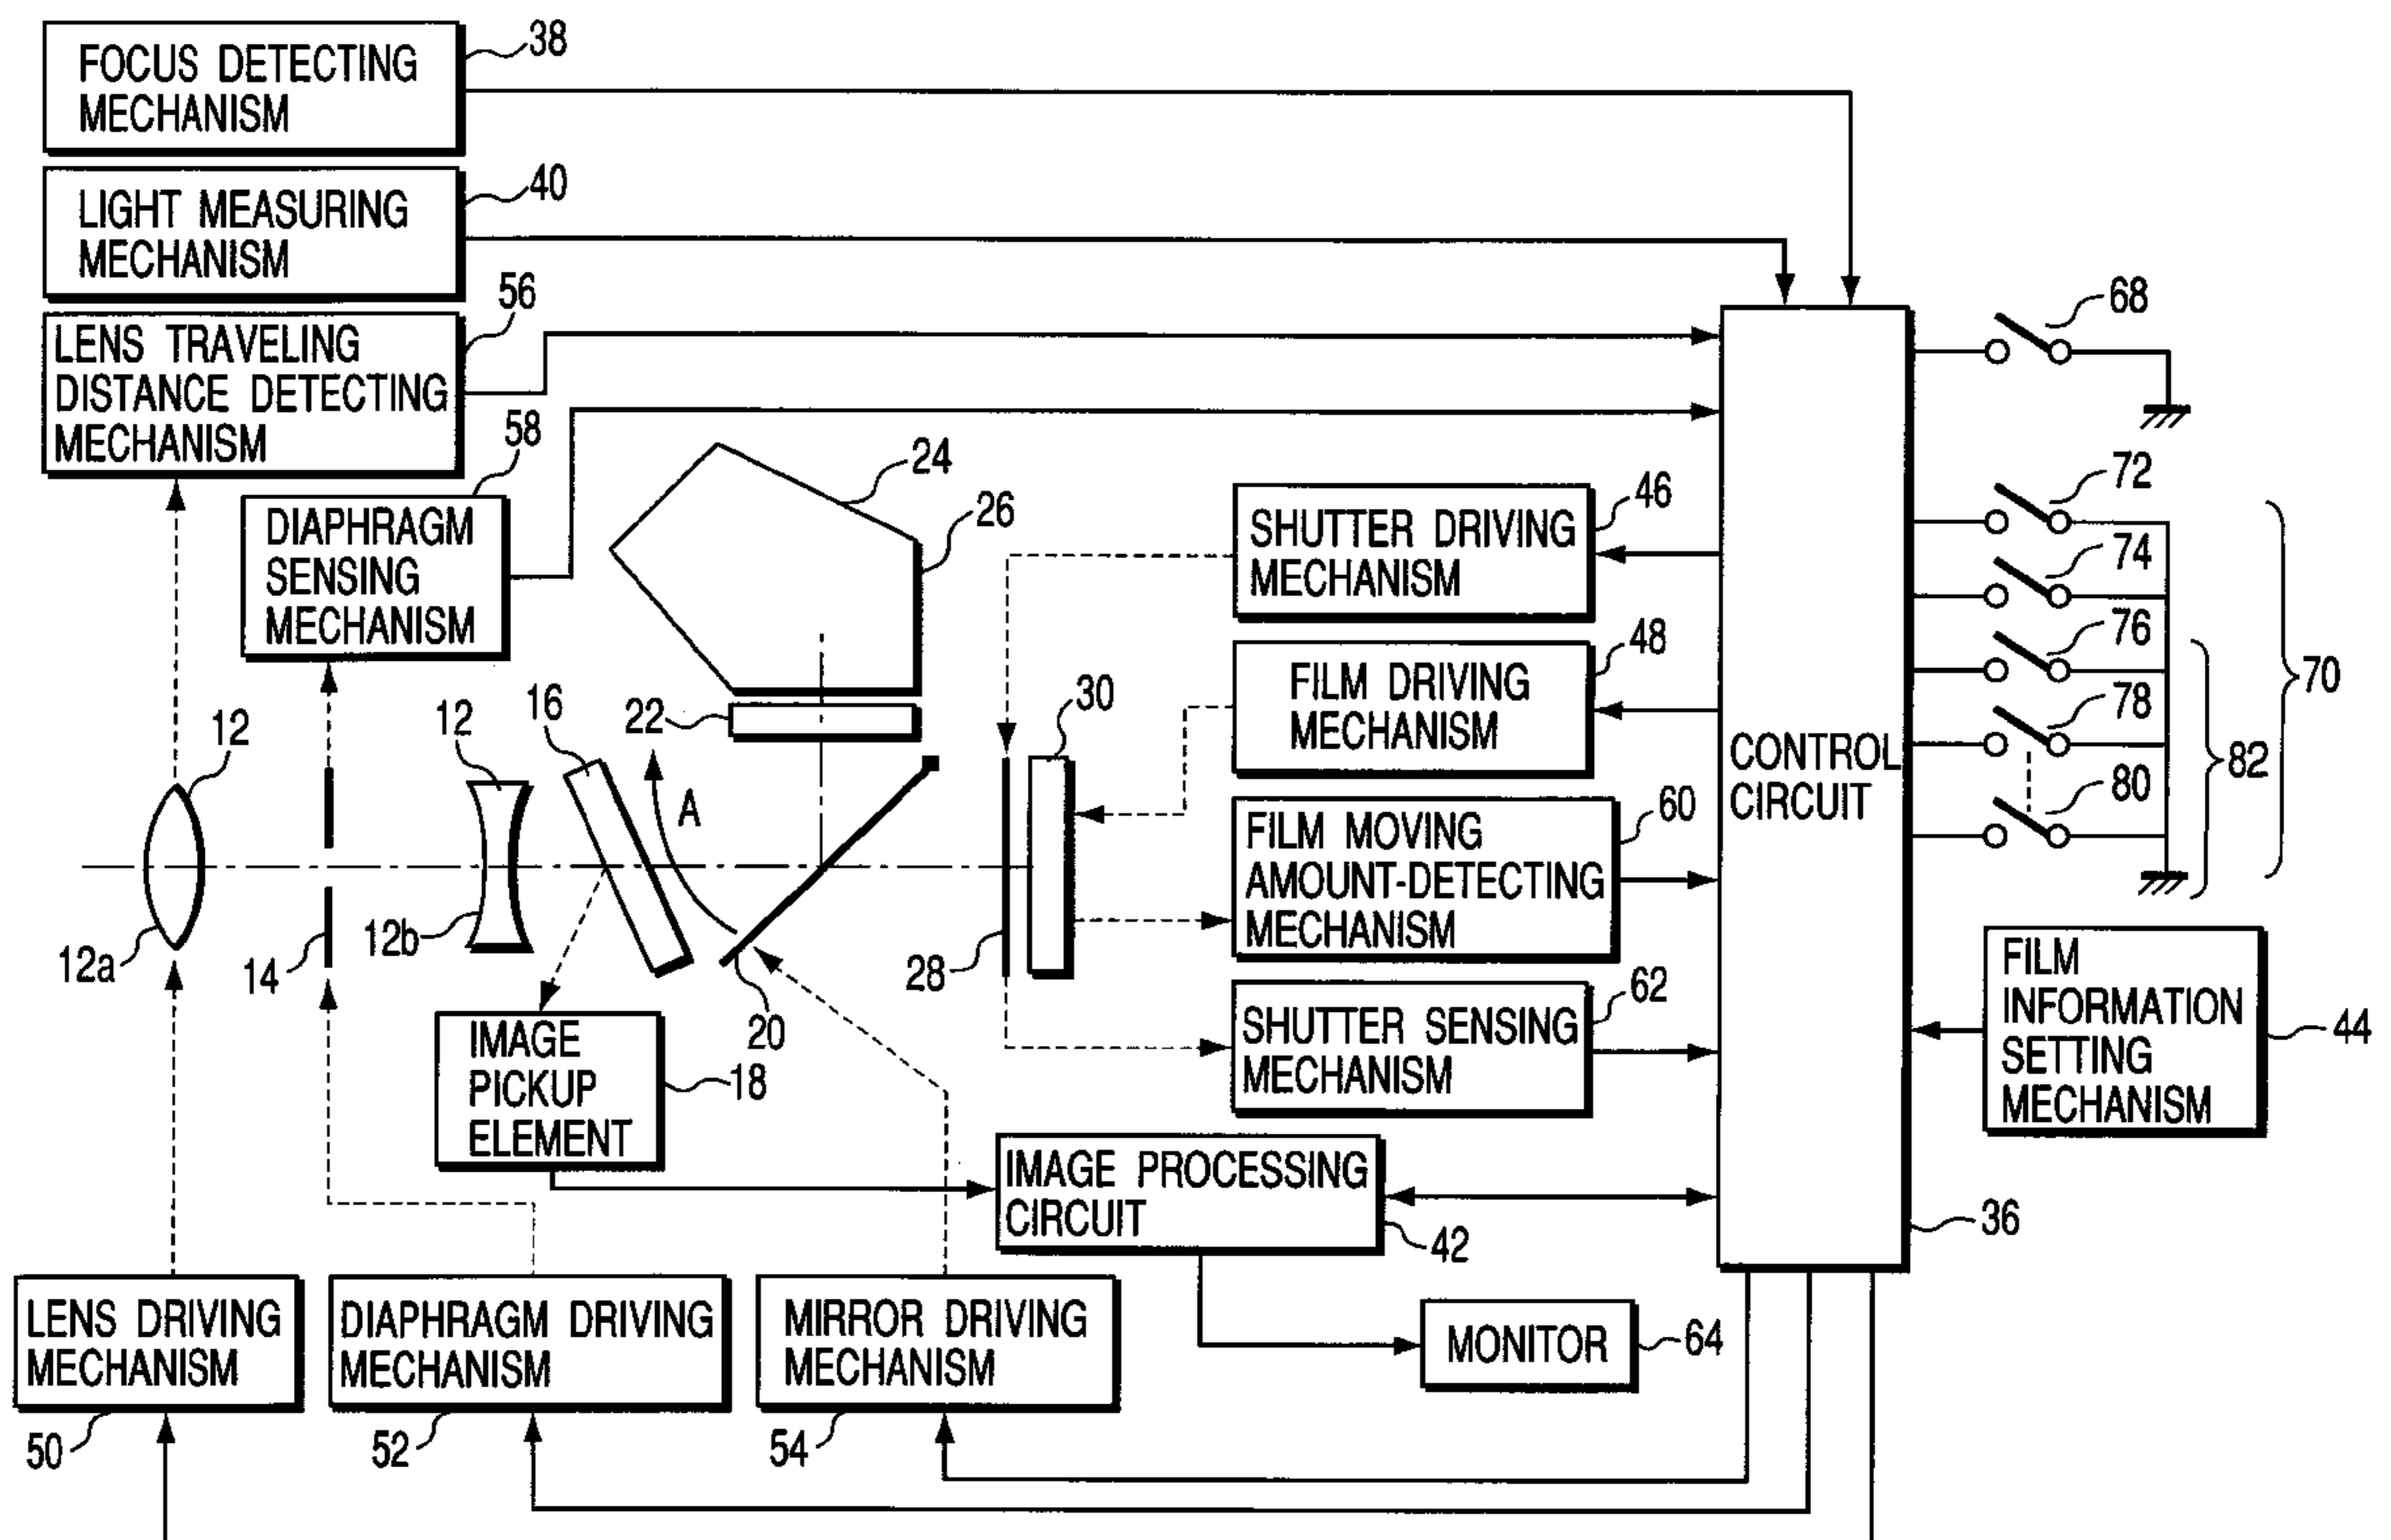 FOCUS DETECTING
MECHANISM
38
LIGHT MEASURING
MECHANISM
40
LENS TRAVELING
DISTANCE DETECTING
MECHANISM
56
68
DIAPHRAGM
SENSING
MECHANISM
58
24
26
SHUTTER DRIVING
MECHANISM
46
72
74
76
78
80
82
70
FILM DRIVING
MECHANISM
48
12
12
16
22
30
A
CONTROL
CIRCUIT
FILM MOVING
AMOUNT-DETECTING
MECHANISM
60
12a
14
12b
20
28
SHUTTER SENSING
MECHANISM
62
FILM
INFORMATION
SETTING
MECHANISM
44
IMAGE
PICKUP
ELEMENT
18
IMAGE PROCESSING
CIRCUIT
42
36
LENS DRIVING
MECHANISM
50
DIAPHRAGM DRIVING
MECHANISM
52
MIRROR DRIVING
MECHANISM
54
MONITOR
64